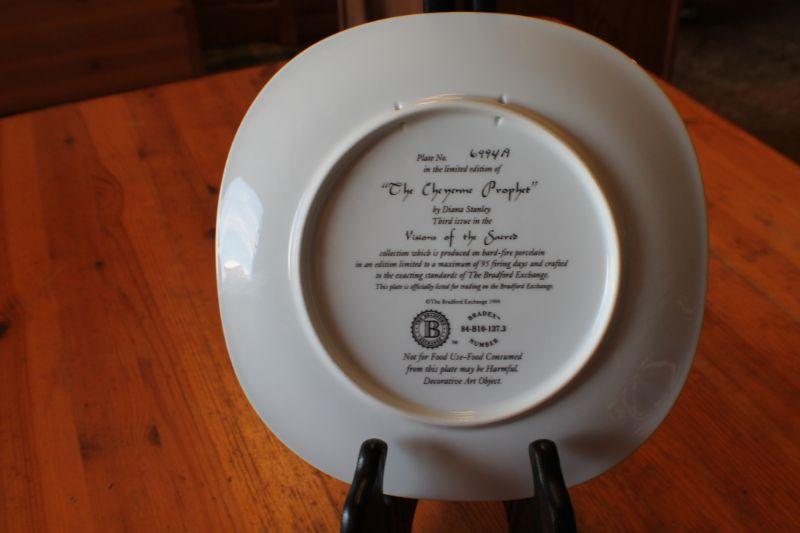 Plate No. 6994A
in the limited edition of
"The Cheyenne Prophet"
by Diana Stanley
Third issue in the
Visions of the Sacred
collection which is produced on hard-fire porcelain
in an edition limited to a maximum of 95 firing days and crafted
to the exacting standards of The Bradford Exchange.
This plate is officially listed for trading on the Bradford Exchange.
©The Bradford Exchange 1994
B
™
BRADEX™
84-B10-137.3
NUMBER
Not for Food Use-Food Consumed
from this plate may be Harmful.
Decorative Art Object.